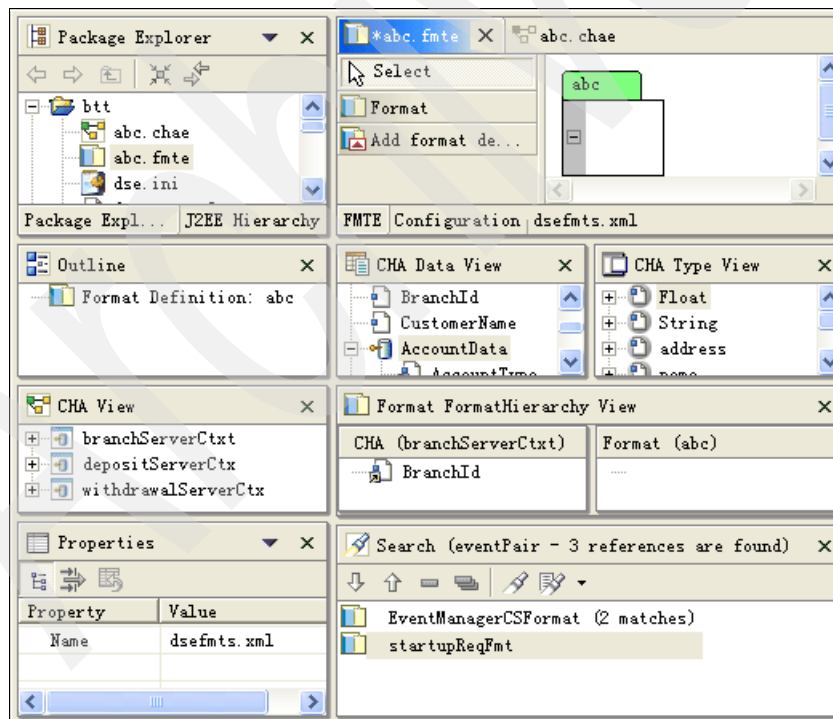 Package Explorer
btt
abc.chae
abc.fmte
dse.ini
Package Expl... J2EE Hierarchy
*abc.fmte abc.chae
Select
Format
Add format de...
abc
FMTE Configuration dsefmts.xml
Outline
Format Definition: abc
CHA Data View
BranchId
CustomerName
AccountData
AccountType
CHA Type View
Float
String
address
CHA View
branchServerCtxt
depositServerCtx
withdrawalServerCtx
Format FormatHierarchy View
CHA (branchServerCtxt) Format (abc)
BranchId
Properties
Property Value
Name dsefmts.xml
Search (eventPair - 3 references are found)
EventManagerCSFormat (2 matches)
startupReqFmt